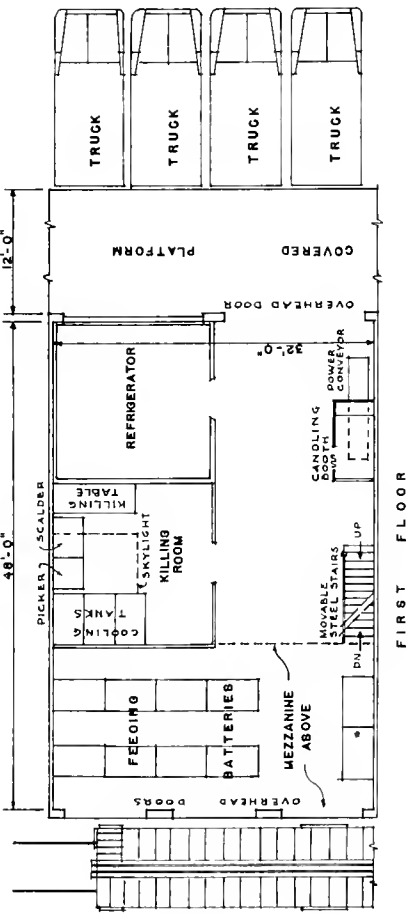 TRUCK
TRUCK
TRUCK
TRUCK
12'-0"
COVERED
PLATFORM
48'-0"
OVERHEAD DOOR
32'-0"
REFRIGERATOR
POWER
CONVEYOR
CANDLING
BOOTH
PICKER
SCALDER
KILLING
TABLE
SKYLIGHT
KILLING
ROOM
COOLING
TANKS
UP
MOVABLE
STEEL STAIRS
DN
FEEDING
BATTERIES
MEZZANINE
ABOVE
OVERHEAD DOORS
*
FIRST FLOOR